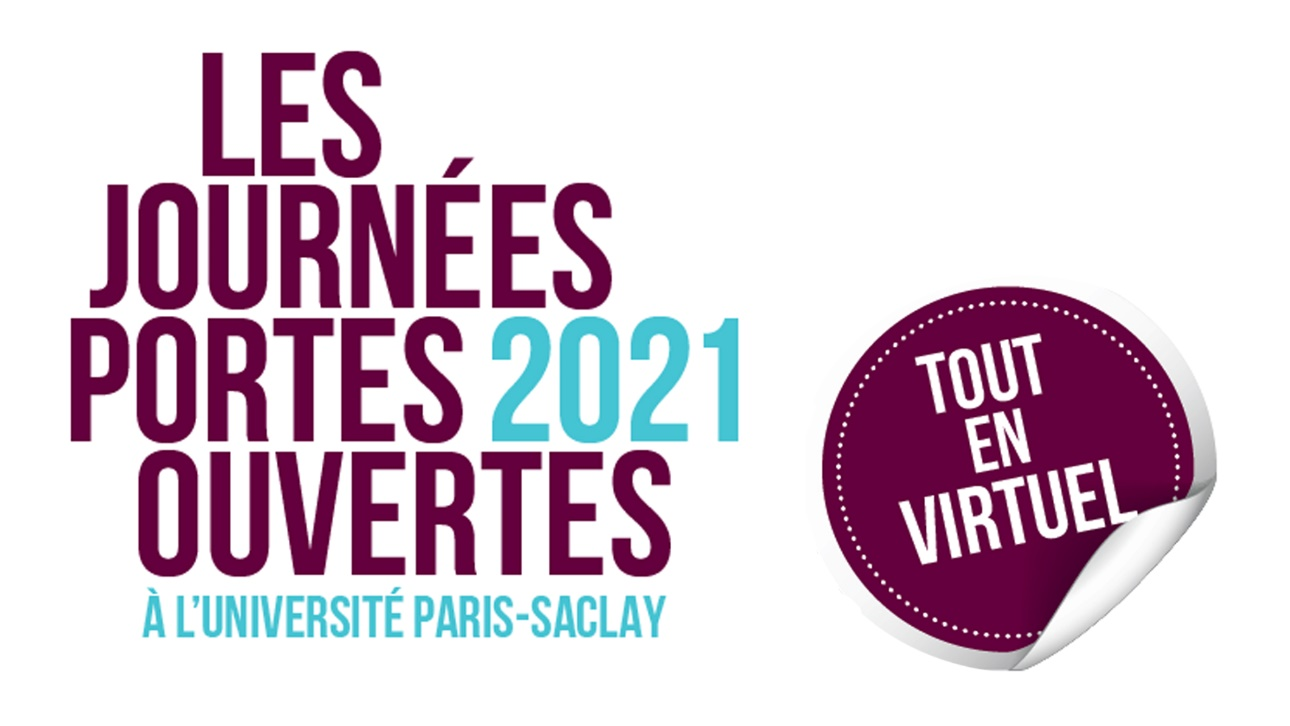 LES
JOURNÉES
PORTES 2021
OUVERTES
À L'UNIVERSITÉ PARIS-SACLAY
TOUT
EN
VIRTUEL